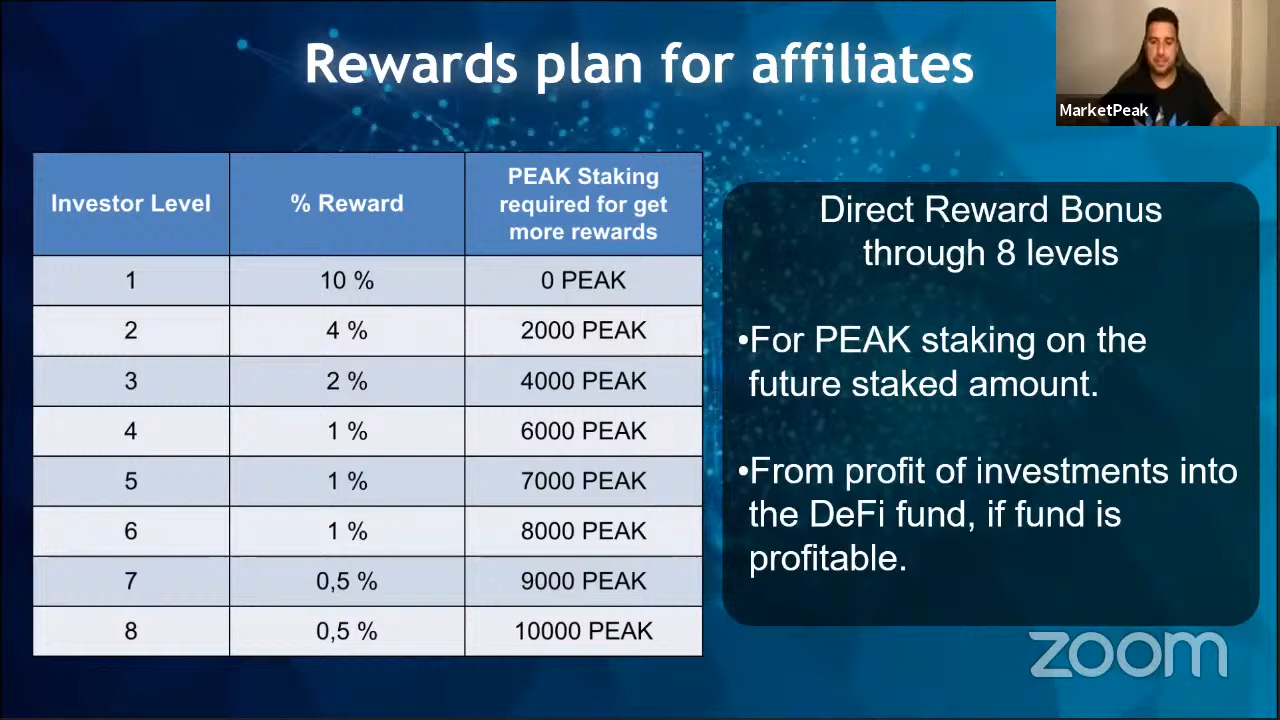 Rewards plan for affiliates
MarketPeak
Investor Level
% Reward
PEAK Staking
required for get
more rewards
1
10 %
0 PEAK
2
4 %
2000 PEAK
3
2 %
4000 PEAK
4
1 %
6000 PEAK
5
1 %
7000 PEAK
6
1 %
8000 PEAK
7
0,5 %
9000 PEAK
8
0,5 %
10000 PEAK
Direct Reward Bonus
through 8 levels
•For PEAK staking on the
future staked amount.
•From profit of investments into
the DeFi fund, if fund is
profitable.
zoom